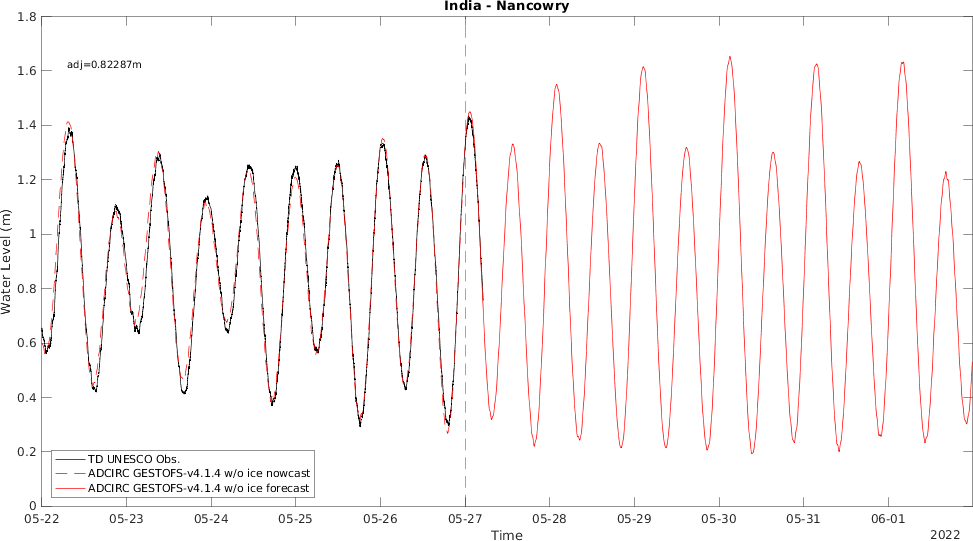 India - Nancowry
adj=0.82287m
1.8
1.6
1.4
1.2
1
0.8
0.6
0.4
0.2
0
Water Level (m)
TD UNESCO Obs.
ADCIRC GESTOFS-v4.1.4 w/o ice nowcast
ADCIRC GESTOFS-v4.1.4 w/o ice forecast
05-22 05-23 05-24 05-25 05-26 05-27 05-28 05-29 05-30 05-31 06-01
Time
2022